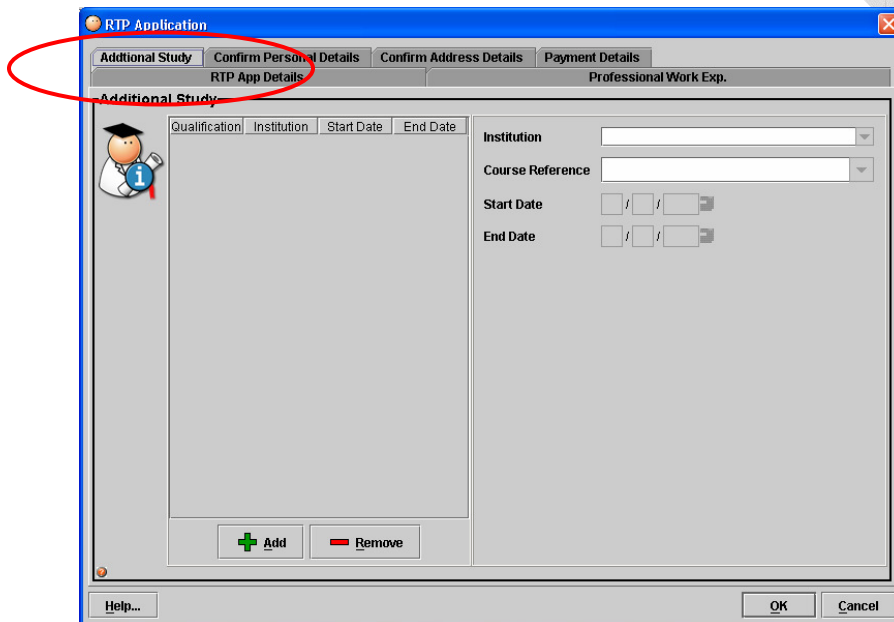 RTP Application
Addtional Study Confirm Personal Details Confirm Address Details Payment Details
RTP App Details Professional Work Exp.
Additional Study
Qualification Institution Start Date End Date
Institution
Course Reference
Start Date / /
End Date / /
Add Remove
Help... OK Cancel